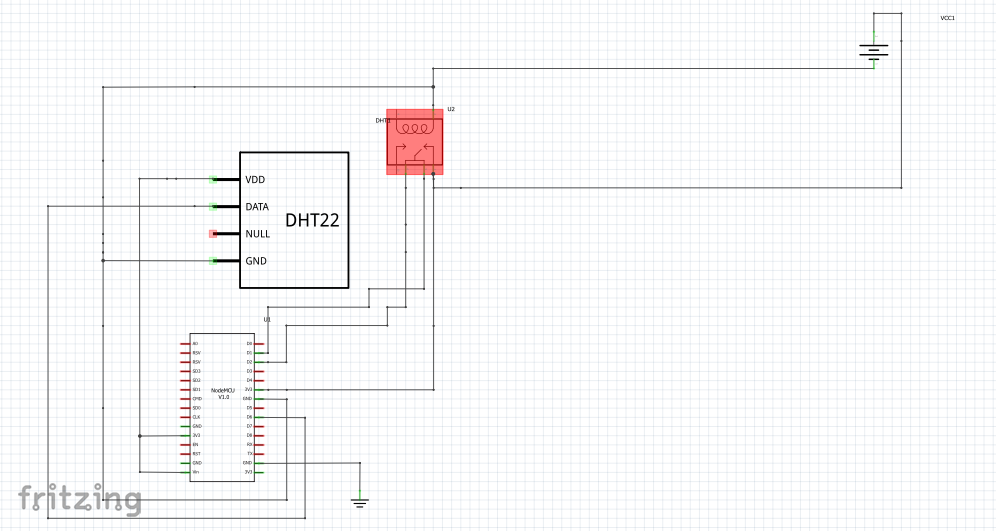 VCC1
U2
DHT1
VDD
DATA
DHT22
NULL
GND
U1
A0
D0
RSV
D1
RSV
D2
SD3
D3
SD2
D4
SD1
3V3
NodeMCU
V1.0
CMD
GND
SD0
D5
CLK
D6
GND
D7
3V3
D8
EN
RX
RST
TX
GND
GND
Vin
3V3
fritzing